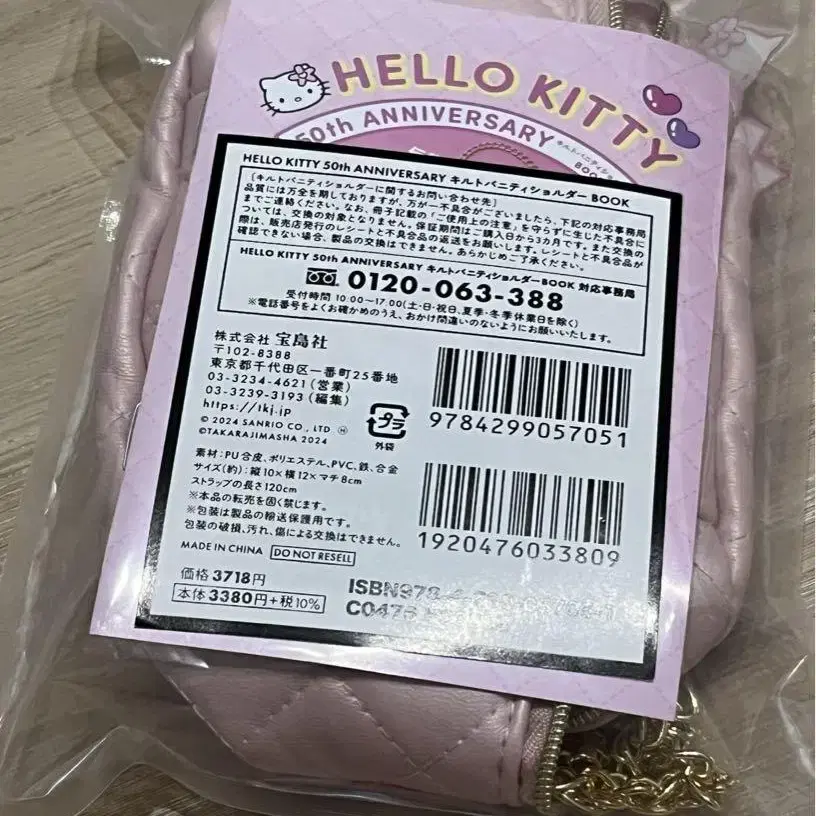 HELLO KITTY
50th ANNIVERSARY
キルトバニティショ
BOO
HELLO KITTY 50th ANNIVERSARY キルトバニティショルダー BOOK
[キルトバニティショルダーに関するお問い合わせ先]
品質には万全を期しておりますが、万が一不具合がございましたら、下記の対応事務局
までご連絡ください。なお、冊子記載の「ご使用上の注意」を守らずに生じた不具合に
ついては、交換の対象となりません。保証期間はご購入日から3カ月です。また交換の
際は、販売店発行のレシートと不具合品の返送をお願いします。レシートと不具合品が
確認できない場合、製品の交換はできません。あらかじめご了承ください。
HELLO KITTY 50th ANNIVERSARY キルトバニティショルダーBOOK 対応事務局
0120-063-388
受付時間 10:00〜17:00(土・日・祝日、夏季・冬季休業日を除く)
※電話番号をよくお確かめのうえ、おかけ間違いのないようにお願いいたします。
株式会社 宝島社
〒102-8388
東京都千代田区一番町25番地
03-3234-4621(営業)
03-3239-3193(編集)
https://tkj.jp
© 2024 SANRIO CO., LTD Ⓗ
©TAKARAJIMASHA 2024
プラ
外袋
9784299057051
素材:PU合皮、ポリエステル、PVC、鉄、合金
サイズ(約):縦10×横12×マチ8cm
ストラップの長さ120cm
※本品の転売を固く禁じます。
※包装は製品の輸送保護用です。
包装の破損、汚れ、傷による交換はできません。
1920476033809
MADE IN CHINA DO NOT RESELL
価格3718円
本体3380円+税10%
ISBN978-4-
C0476